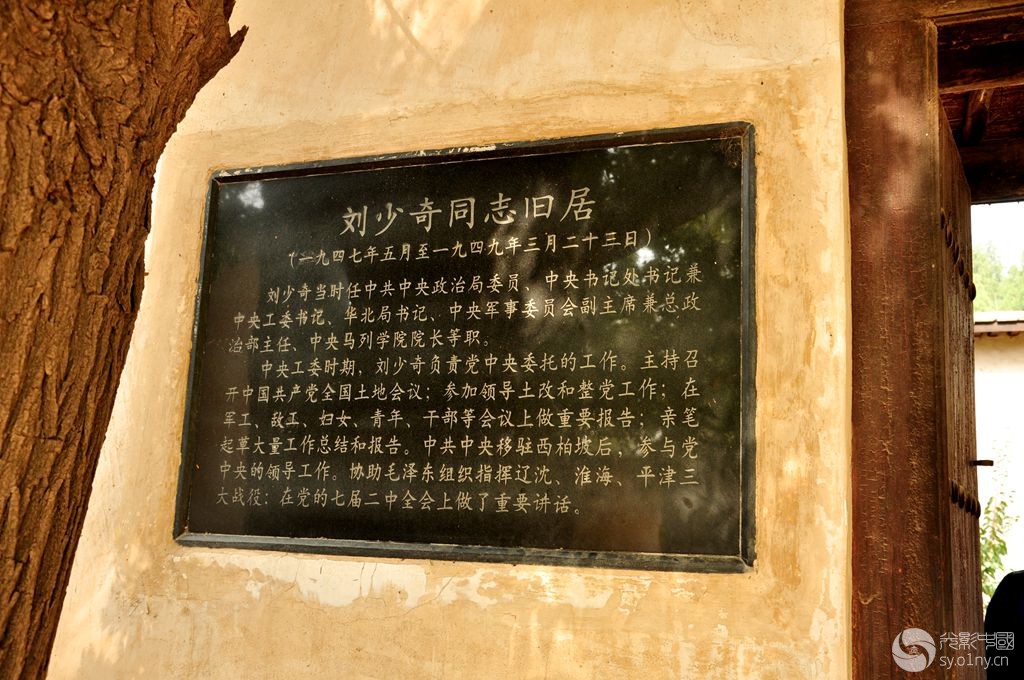 刘少奇同志旧居
(一九四七年五月至一九四九年三月二十三日)
刘少奇当时任中共中央政治局委员、中央书记处书记兼
中央工委书记、华北局书记、中央军事委员会副主席兼总政
治部主任、中央马列学院院长等职。
中央工委时期，刘少奇负责党中央委托的工作。主持召
开中国共产党全国土地会议；参加领导土改和整党工作；在
军工、敌工、妇女、青年、干部等会议上做重要报告；亲笔
起草大量工作总结和报告。中共中央移驻西柏坡后，参与党
中央的领导工作。协助毛泽东组织指挥辽沈、淮海、平津三
大战役；在党的七届二中全会上做了重要讲话。
光影中國
sy.o1ny.cn